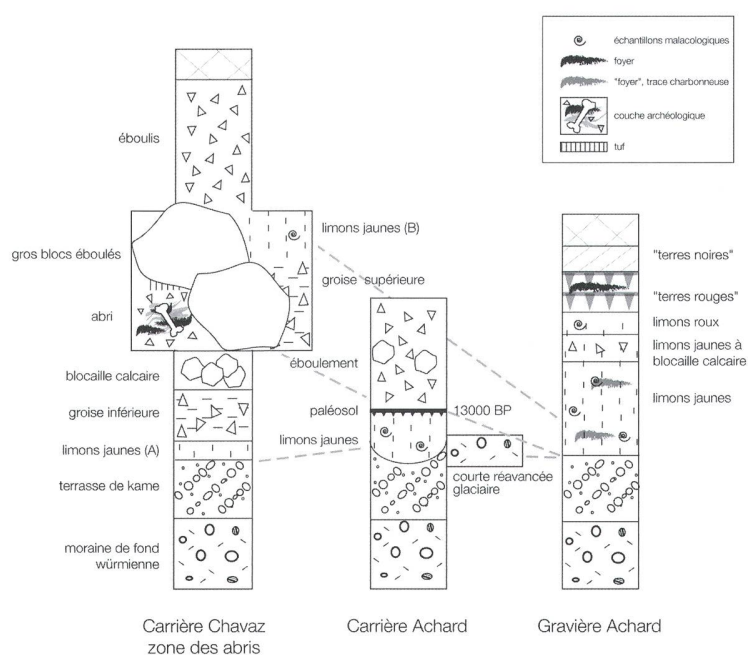 échantillons malacologiques
foyer
"foyer", trace charbonneuse
couche archéologique
tuf
éboulis
gros blocs éboulés
abri
blocaille calcaire
groise inférieure
limons jaunes (A)
terrasse de kame
moraine de fond
würmienne
limons jaunes (B)
groise supérieure
éboulement
paléosol
13000 BP
limons jaunes
courte réavancée
glaciaire
"terres noires"
"terres rouges"
limons roux
limons jaunes à
blocaille calcaire
limons jaunes
Carrière Chavaz
zone des abris
Carrière Achard
Gravière Achard